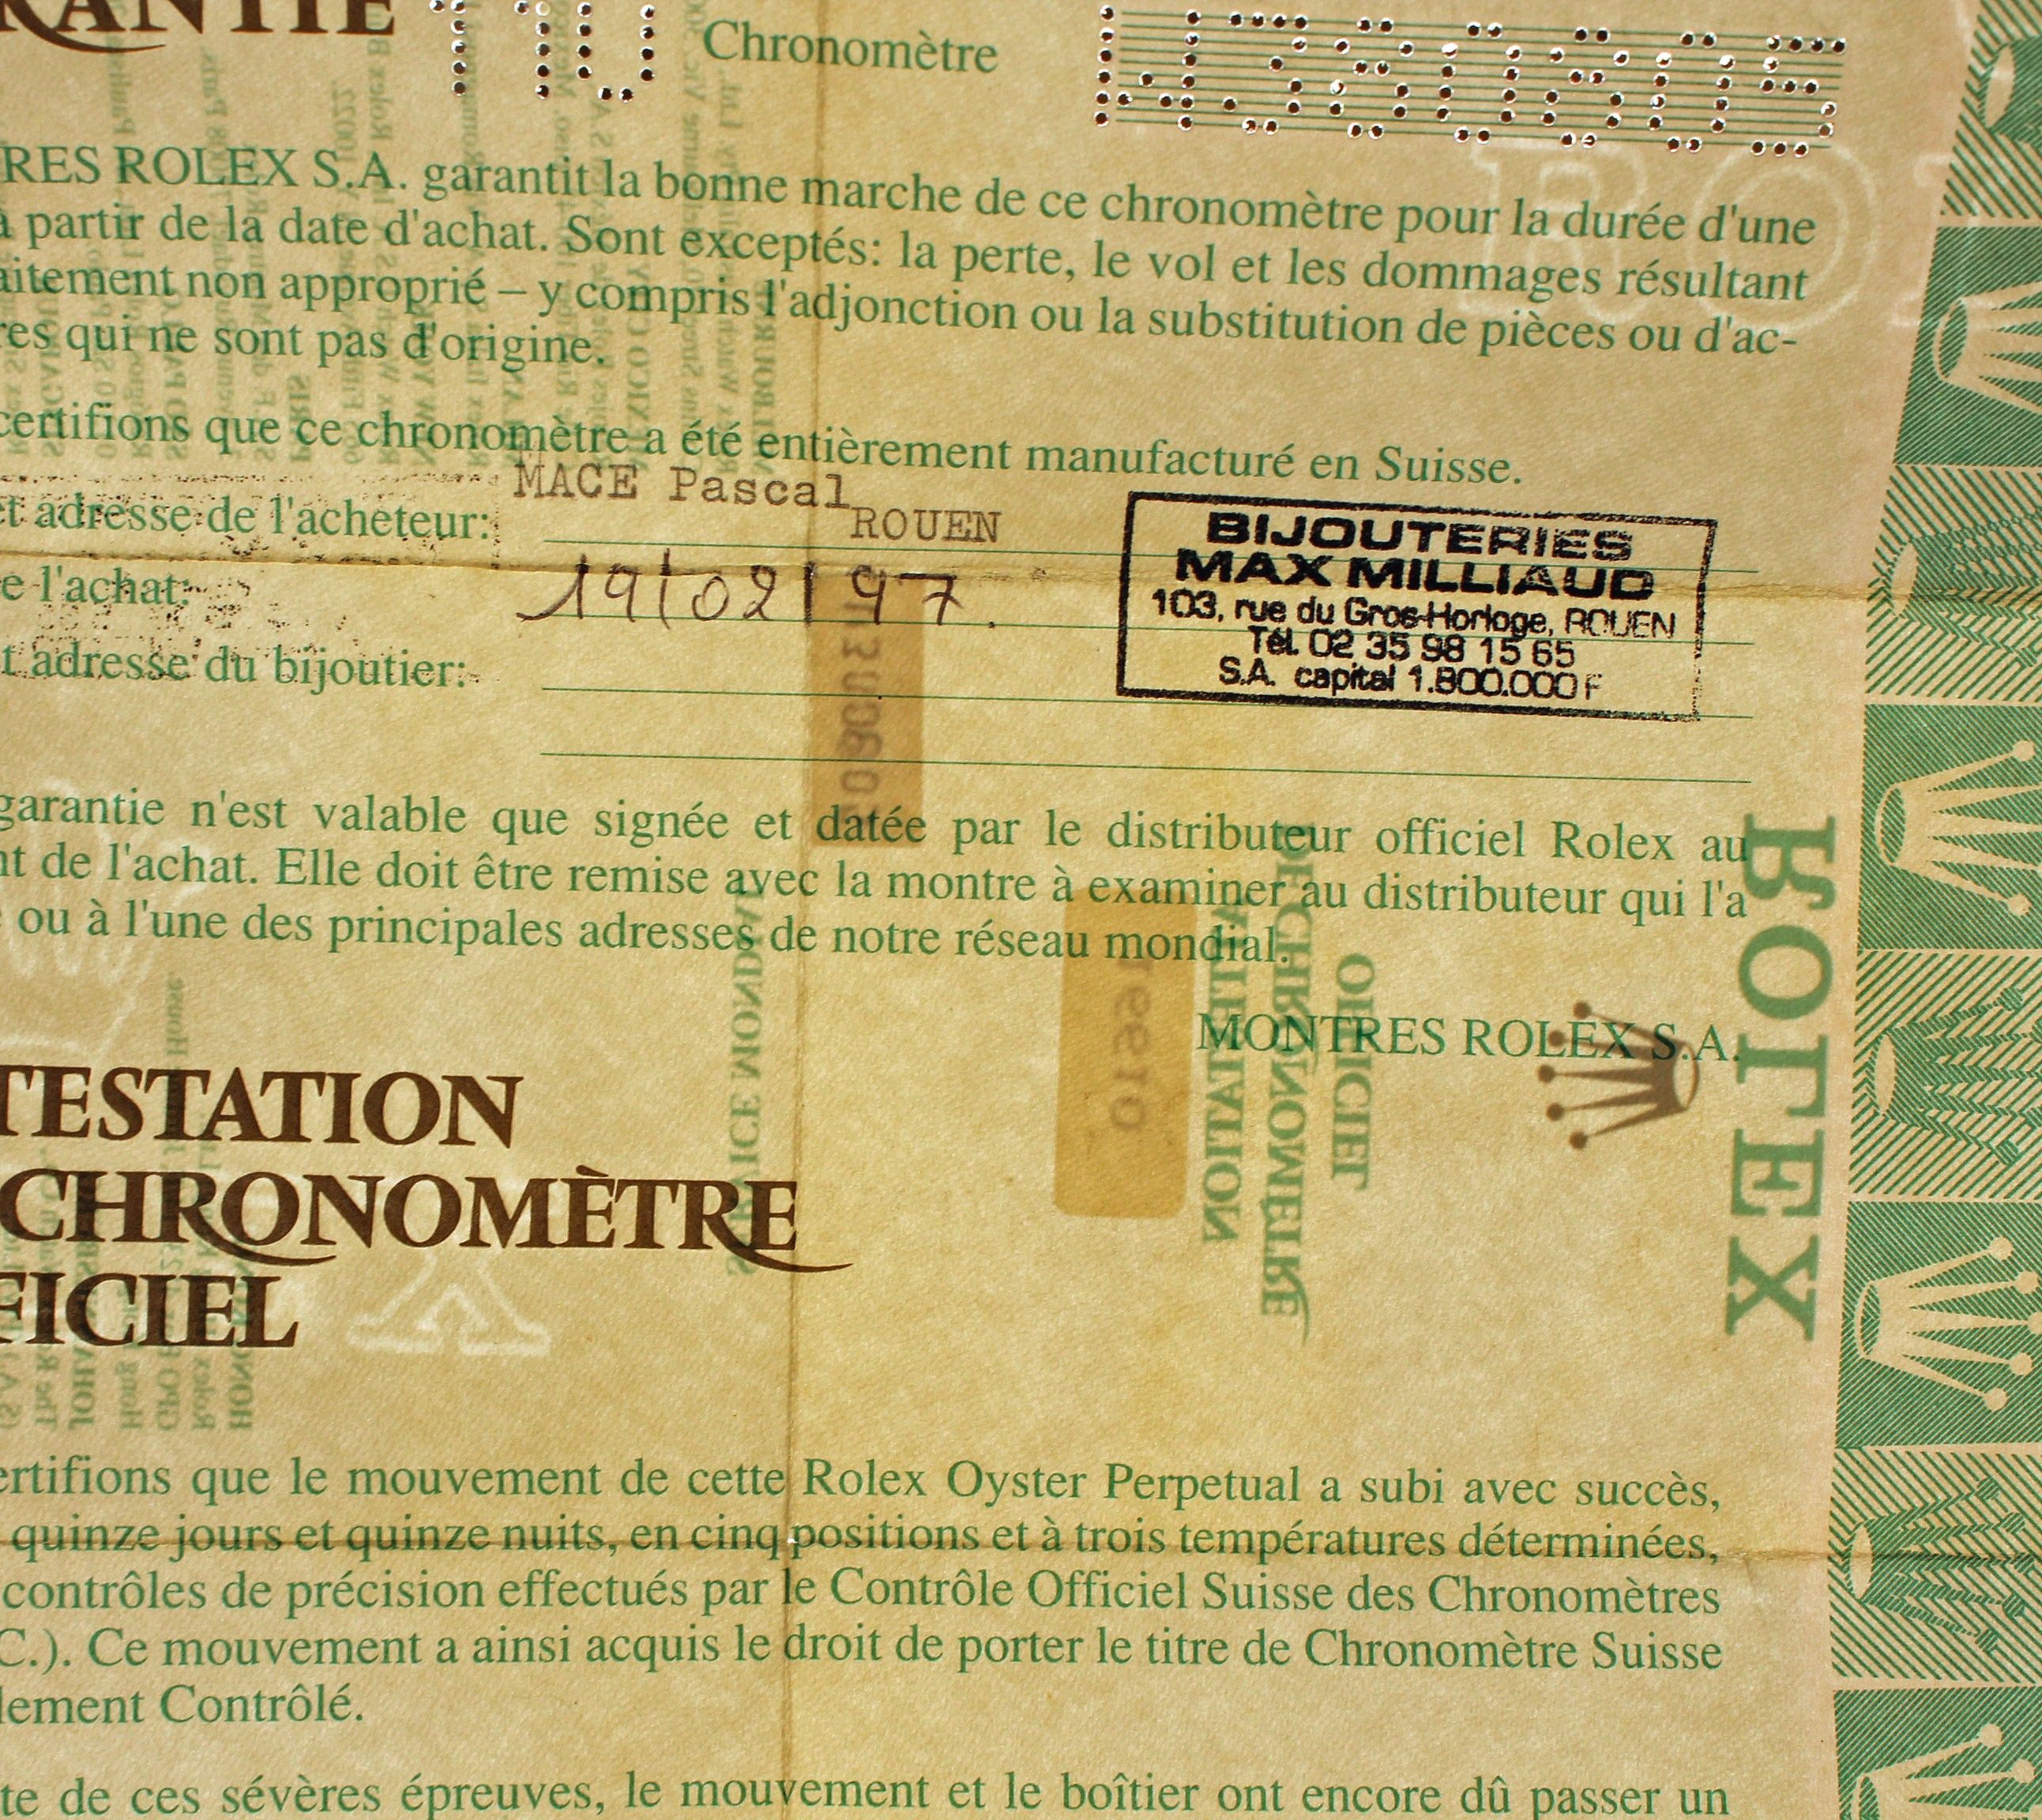 RANTIE 110 Chronomètre W380805
RES ROLEX S.A. garantit la bonne marche de ce chronomètre pour la durée d'une
à partir de la date d'achat. Sont exceptés: la perte, le vol et les dommages résultant
aitement non approprié – y compris l'adjonction ou la substitution de pièces ou d'ac-
res qui ne sont pas d'origine.
certifions que ce chronomètre a été entièrement manufacturé en Suisse.
MACE Pascal
et adresse de l'acheteur: ROUEN
e l'achat: 19/02/97.
t adresse du bijoutier:
BIJOUTERIES
MAX MILLIAUD
103, rue du Gros-Horloge, ROUEN
Tél. 02 35 98 15 65
S.A. capital 1.800.000 F
garantie n'est valable que signée et datée par le distributeur officiel Rolex au
nt de l'achat. Elle doit être remise avec la montre à examiner au distributeur qui l'a
ou à l'une des principales adresses de notre réseau mondial.
MONTRES ROLEX S.A.
ROLEX
TESTATION
CHRONOMÈTRE
FICIEL
ertifions que le mouvement de cette Rolex Oyster Perpetual a subi avec succès,
quinze jours et quinze nuits, en cinq positions et à trois températures déterminées,
contrôles de précision effectués par le Contrôle Officiel Suisse des Chronomètres
C.). Ce mouvement a ainsi acquis le droit de porter le titre de Chronomètre Suisse
lement Contrôlé.
te de ces sévères épreuves, le mouvement et le boîtier ont encore dû passer un